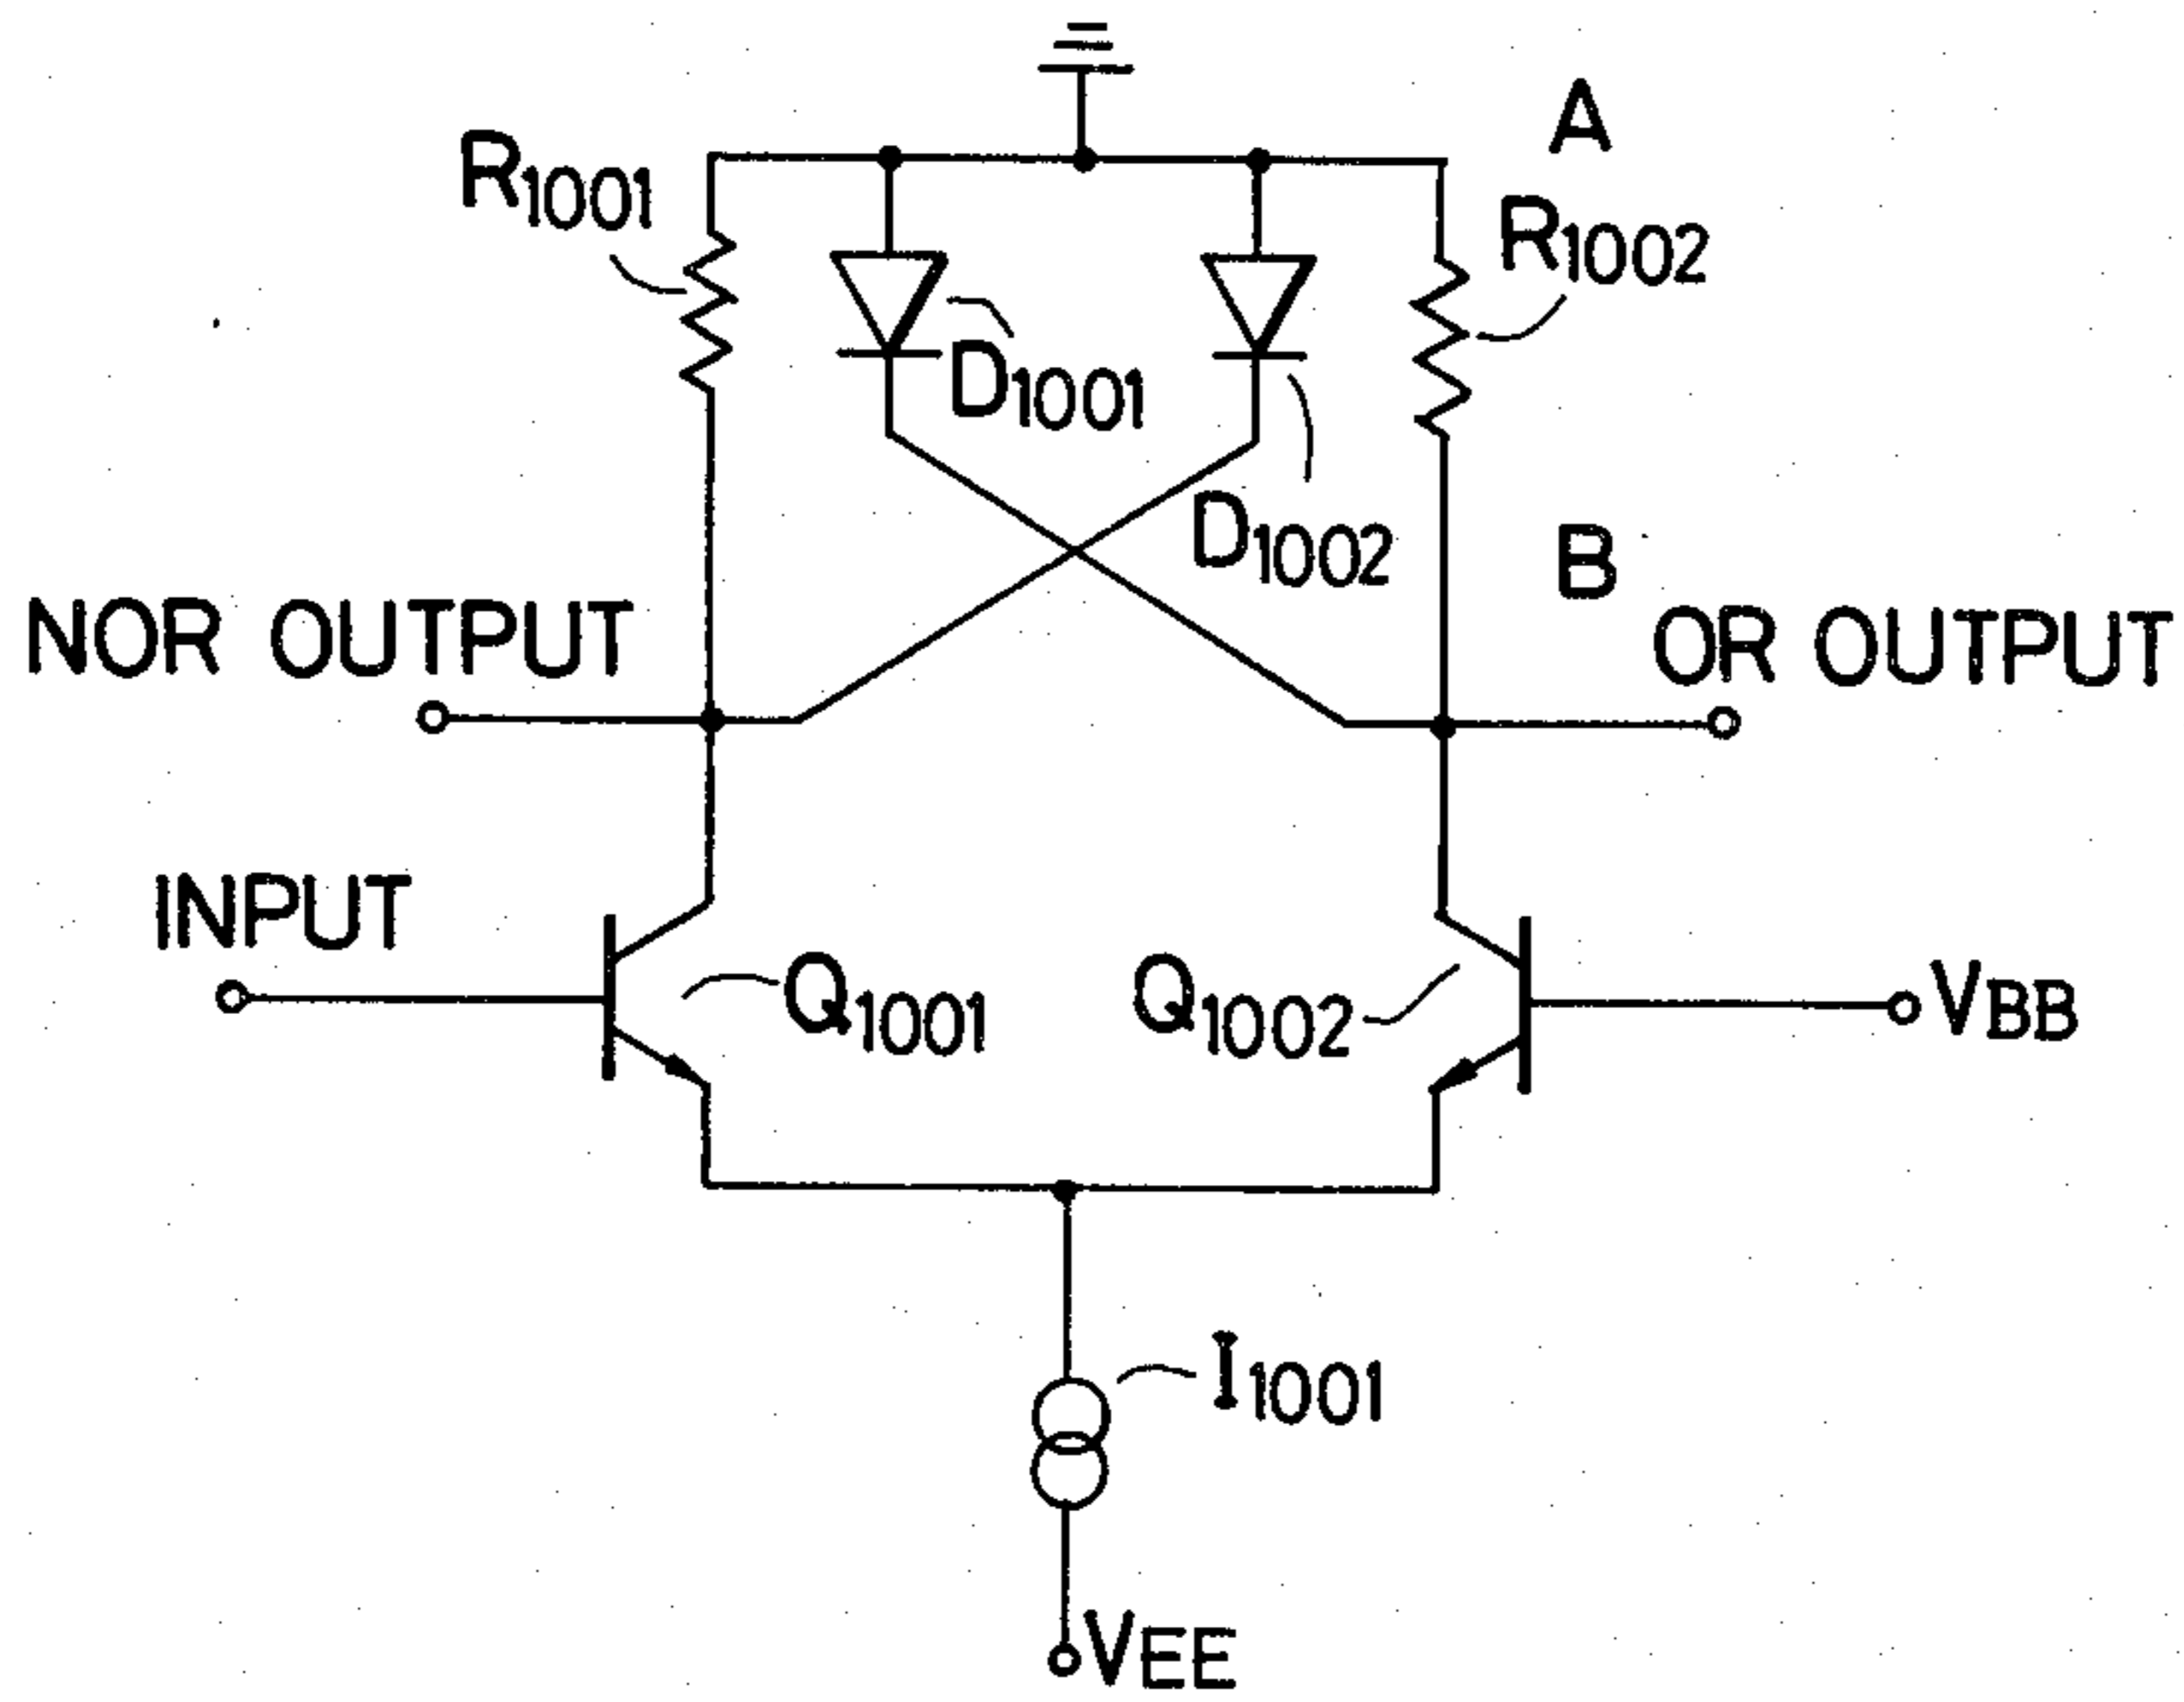 A
R1001
R1002
D1001
D1002
B
NOR OUTPUT
OR OUTPUT
INPUT
Q1001
Q1002
VBB
I1001
VEE